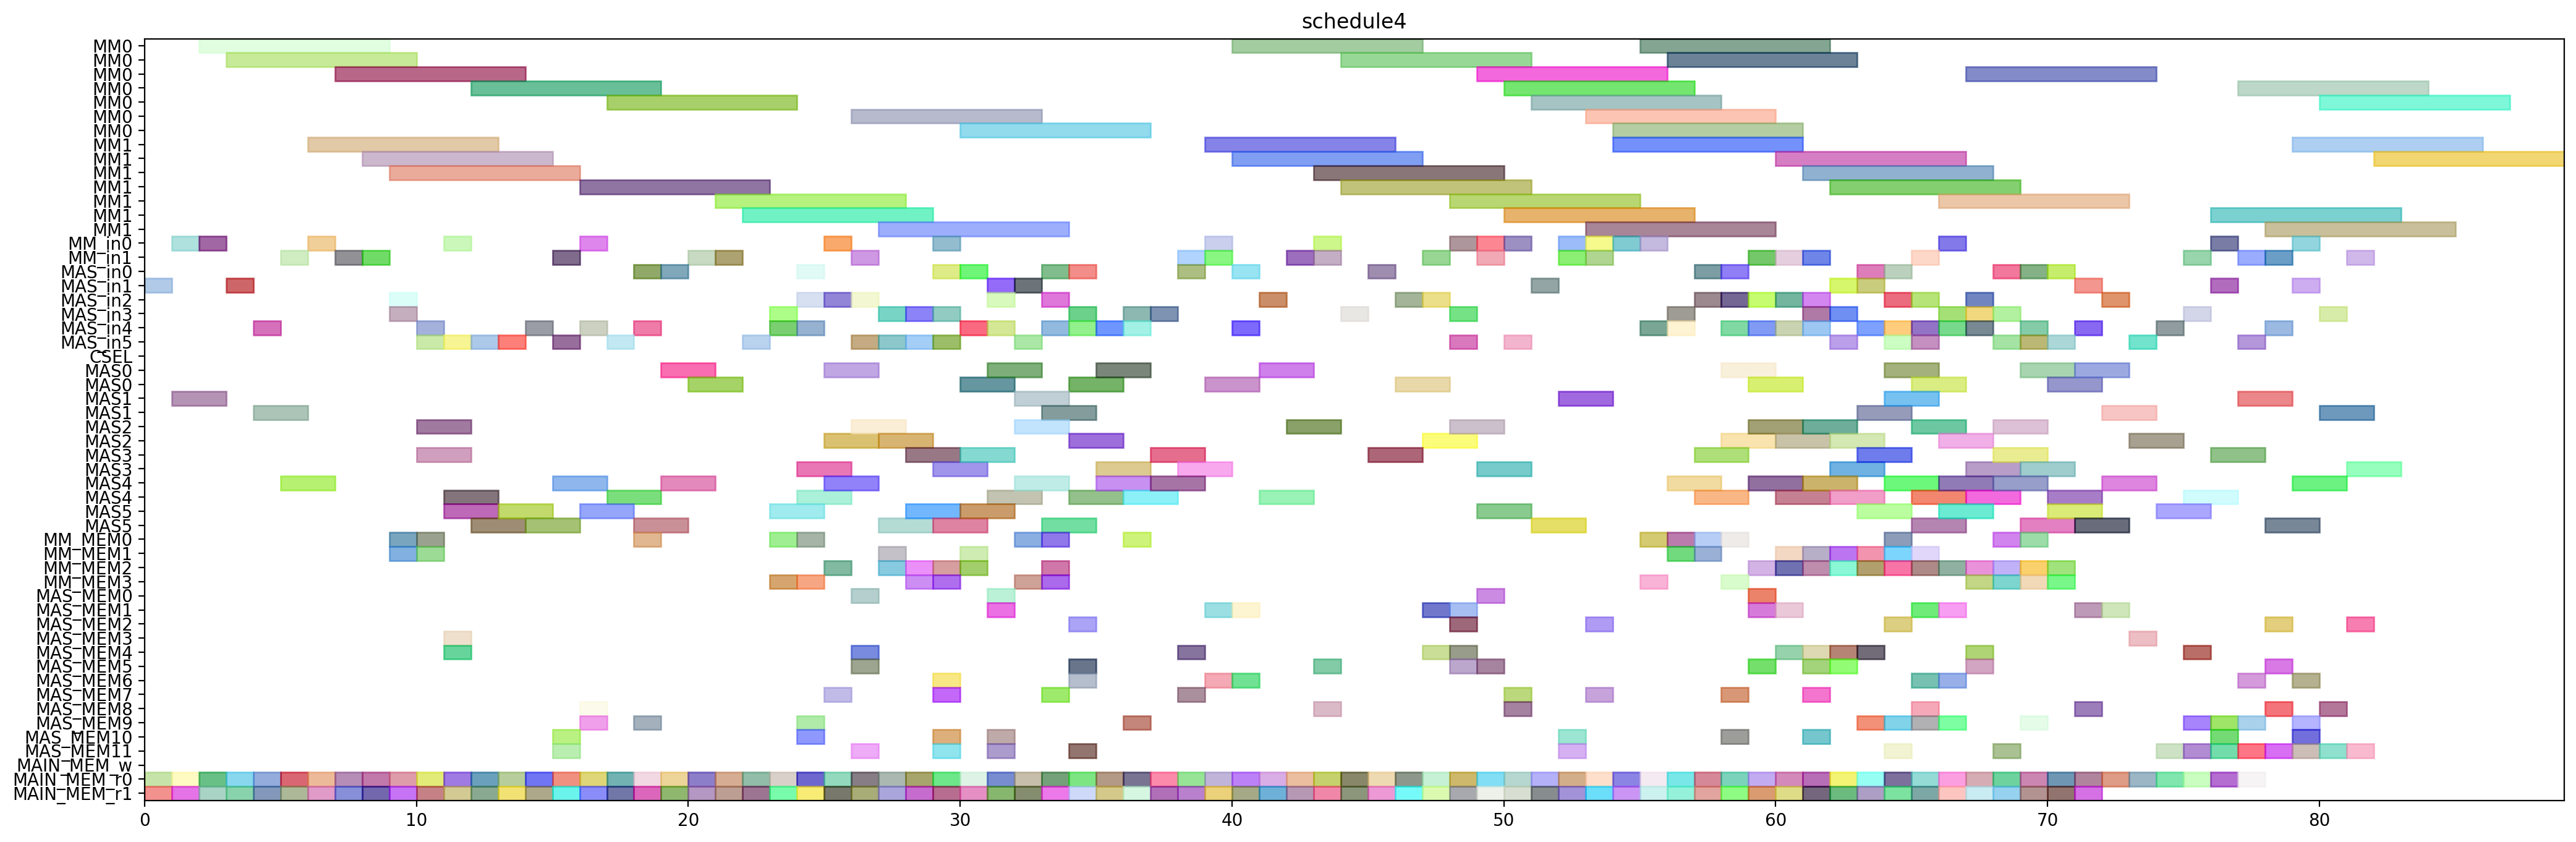 schedule4
MM0
MM0
MM0
MM0
MM0
MM0
MM0
MM1
MM1
MM1
MM1
MM1
MM1
MM1
MM_in0
MM_in1
MAS_in0
MAS_in1
MAS_in2
MAS_in3
MAS_in4
MAS_in5
CSEL
MAS0
MAS0
MAS1
MAS1
MAS2
MAS2
MAS3
MAS3
MAS4
MAS4
MAS5
MAS5
MM_MEM0
MM_MEM1
MM_MEM2
MM_MEM3
MAS_MEM0
MAS_MEM1
MAS_MEM2
MAS_MEM3
MAS_MEM4
MAS_MEM5
MAS_MEM6
MAS_MEM7
MAS_MEM8
MAS_MEM9
MAS_MEM10
MAS_MEM11
MAIN_MEM_w
MAIN_MEM_r0
MAIN_MEM_r1
0 10 20 30 40 50 60 70 80